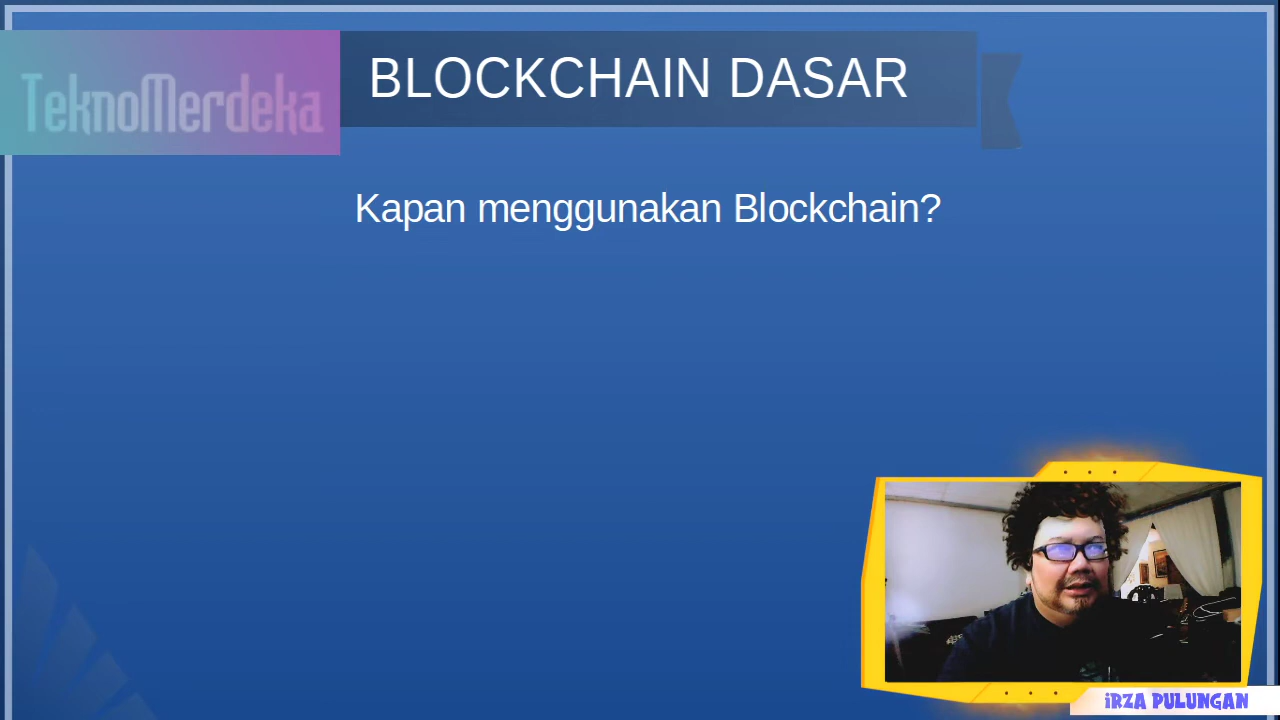 TeknoMerdeka
BLOCKCHAIN DASAR
Kapan menggunakan Blockchain?
iRZA PULUNGAN